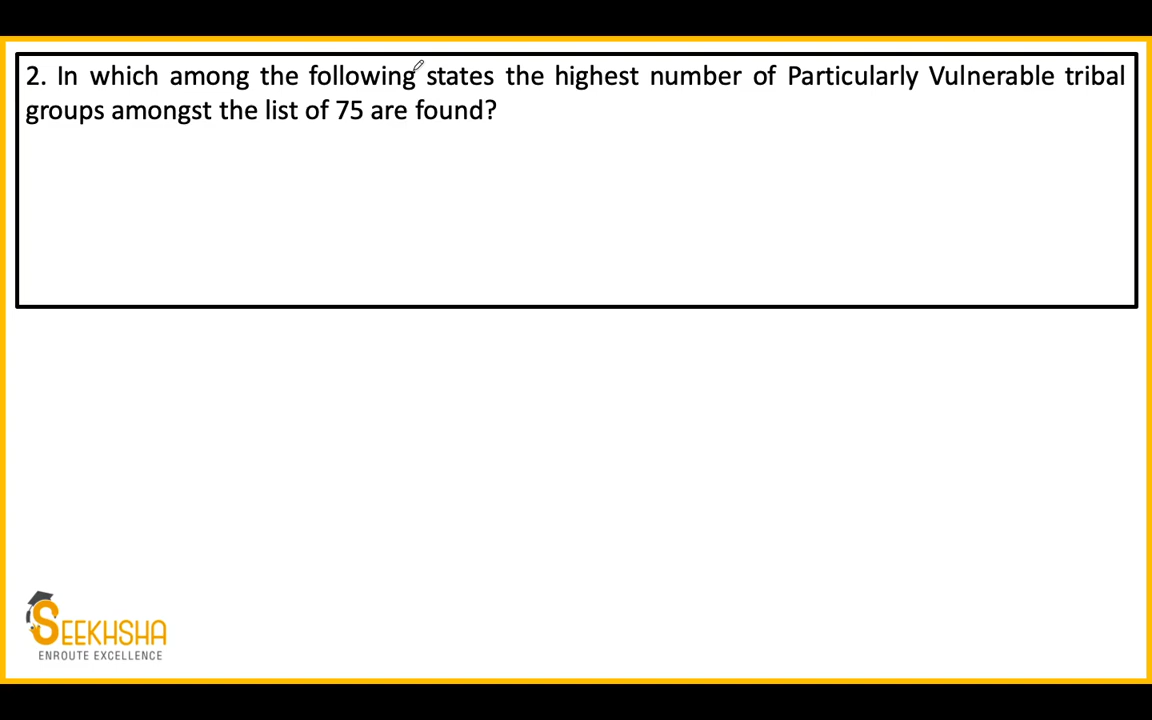 2. In which among the following states the highest number of Particularly Vulnerable tribal
groups amongst the list of 75 are found?
SEEKHSHA
ENROUTE EXCELLENCE